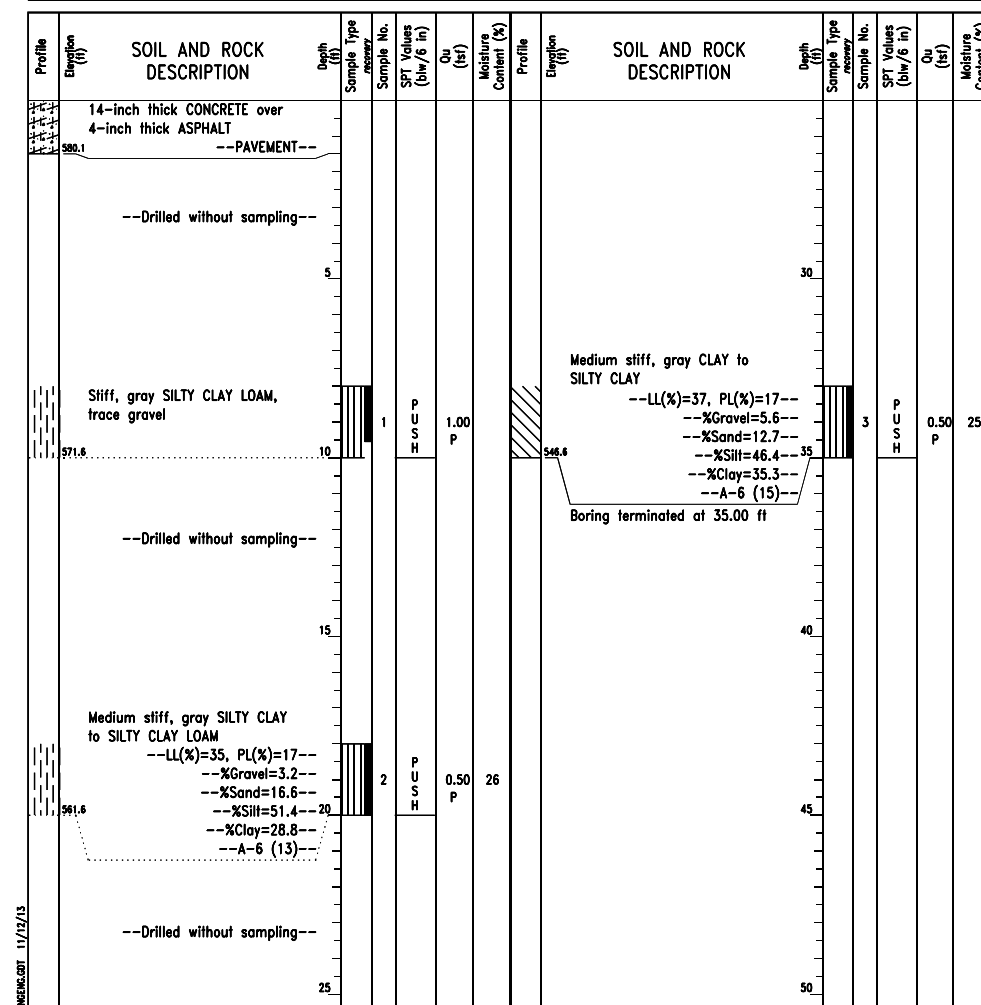 Profile
Elevation
(ft)
SOIL AND ROCK
DESCRIPTION
Depth
(ft)
Sample Type
recovery
Sample No.
SPT Values
(blw/6 in)
Qu
(tsf)
Moisture
Content (%)
14-inch thick CONCRETE over
4-inch thick ASPHALT
580.1
--PAVEMENT--
--Drilled without sampling--
5
Stiff, gray SILTY CLAY LOAM,
trace gravel
1
PUSH
1.00
P
571.6
10
--Drilled without sampling--
15
Medium stiff, gray SILTY CLAY
to SILTY CLAY LOAM
--LL(%)=35, PL(%)=17--
--%Gravel=3.2--
--%Sand=16.6--
--%Silt=51.4--
--%Clay=28.8--
--A-6 (13)--
2
PUSH
0.50
P
26
561.6
20
--Drilled without sampling--
25
Profile
Elevation
(ft)
SOIL AND ROCK
DESCRIPTION
Depth
(ft)
Sample Type
recovery
Sample No.
SPT Values
(blw/6 in)
Qu
(tsf)
Moisture
Content (%)
30
Medium stiff, gray CLAY to
SILTY CLAY
--LL(%)=37, PL(%)=17--
--%Gravel=5.6--
--%Sand=12.7--
--%Silt=46.4--
--%Clay=35.3--
--A-6 (15)--
3
PUSH
0.50
P
25
546.6
35
Boring terminated at 35.00 ft
40
45
50
NGENG.GDT 11/12/13